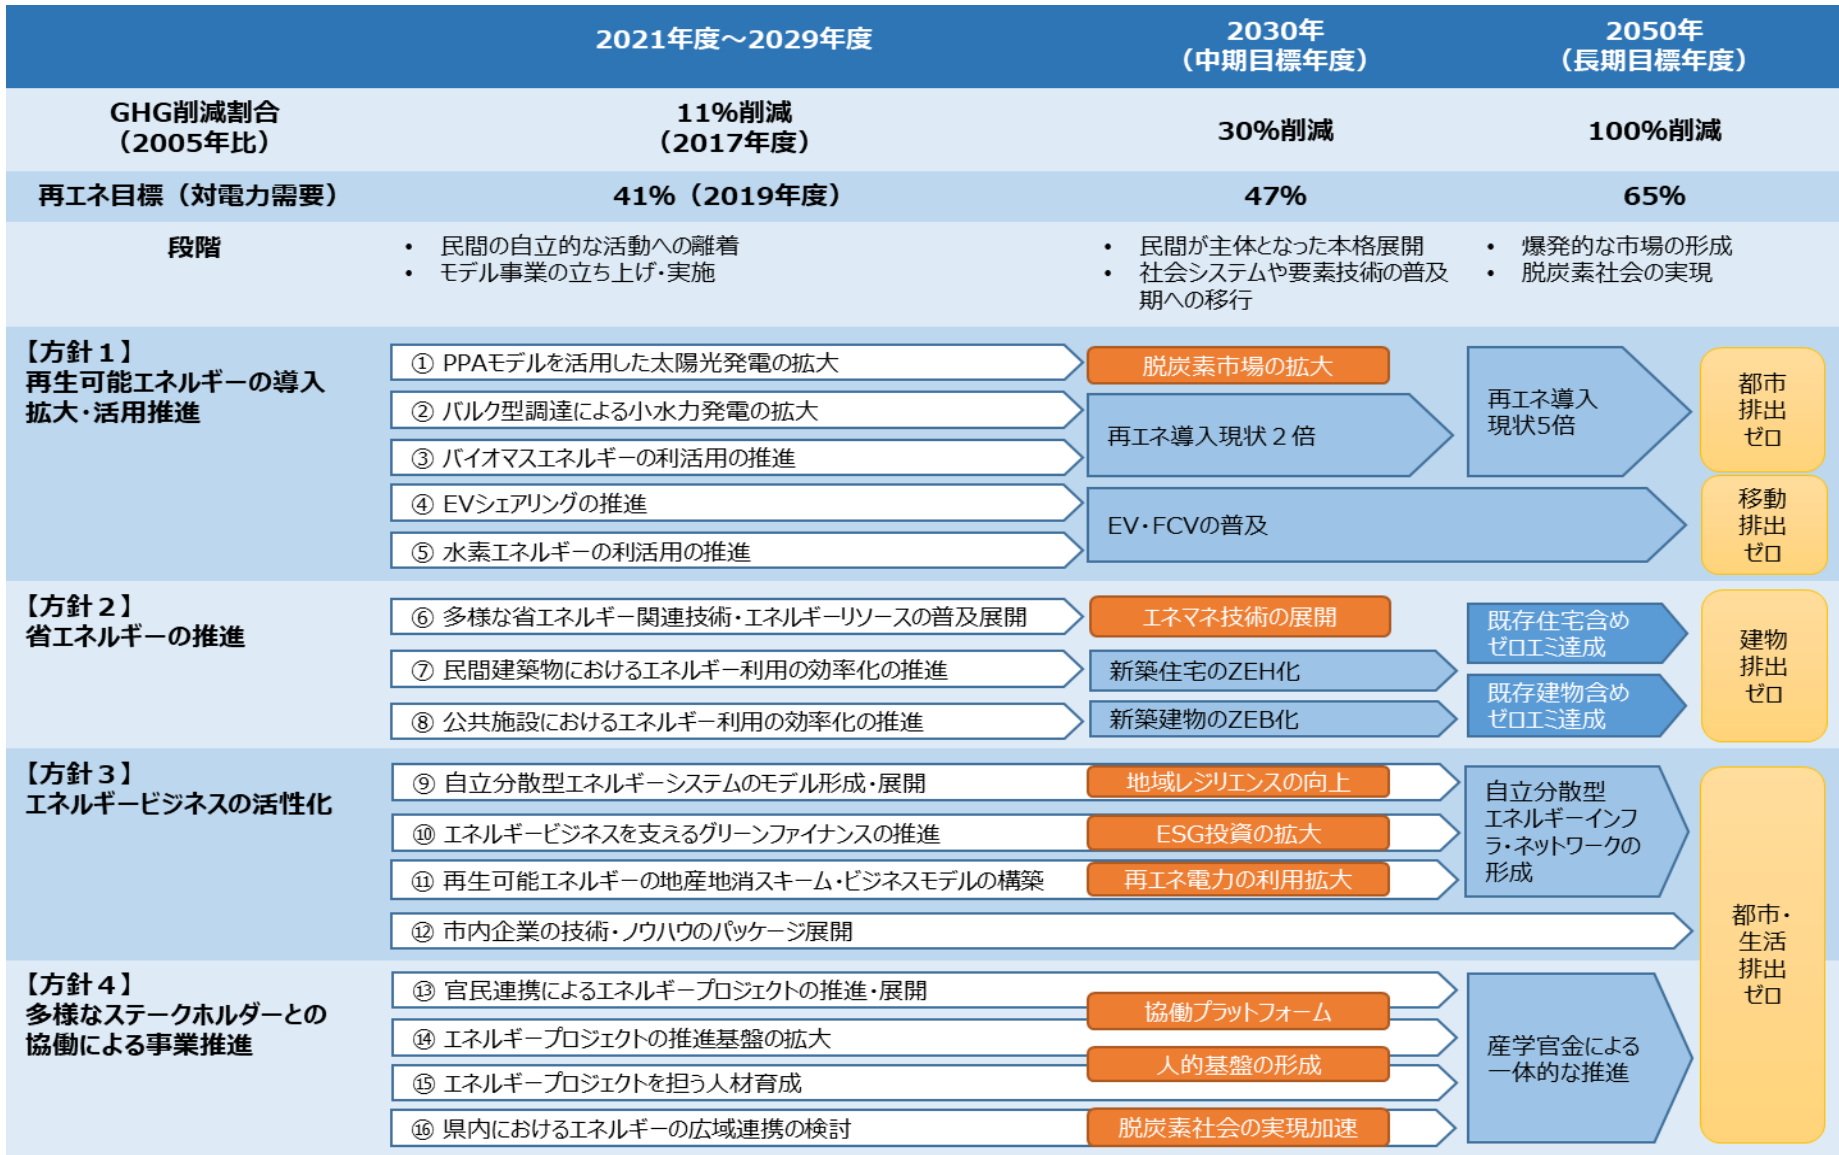 2021年度～2029年度
2030年
（中期目標年度）
2050年
（長期目標年度）
GHG削減割合
（2005年比）
11%削減
（2017年度）
30%削減
100%削減
再エネ目標（対電力需要）
41%（2019年度）
47%
65%
段階
• 民間の自立的な活動への離着
• モデル事業の立ち上げ・実施
• 民間が主体となった本格展開
• 社会システムや要素技術の普及
期への移行
• 爆発的な市場の形成
• 脱炭素社会の実現
【方針１】
再生可能エネルギーの導入
拡大・活用推進
① PPAモデルを活用した太陽光発電の拡大
② バルク型調達による小水力発電の拡大
③ バイオマスエネルギーの利活用の推進
④ EVシェアリングの推進
⑤ 水素エネルギーの利活用の推進
脱炭素市場の拡大
再エネ導入現状２倍
EV・FCVの普及
再エネ導入
現状5倍
都市
排出
ゼロ
移動
排出
ゼロ
【方針２】
省エネルギーの推進
⑥ 多様な省エネルギー関連技術・エネルギーリソースの普及展開
⑦ 民間建築物におけるエネルギー利用の効率化の推進
⑧ 公共施設におけるエネルギー利用の効率化の推進
エネマネ技術の展開
新築住宅のZEH化
新築建物のZEB化
既存住宅含め
ゼロエミ達成
既存建物含め
ゼロエミ達成
建物
排出
ゼロ
【方針３】
エネルギービジネスの活性化
⑨ 自立分散型エネルギーシステムのモデル形成・展開
⑩ エネルギービジネスを支えるグリーンファイナンスの推進
⑪ 再生可能エネルギーの地産地消スキーム・ビジネスモデルの構築
⑫ 市内企業の技術・ノウハウのパッケージ展開
地域レジリエンスの向上
ESG投資の拡大
再エネ電力の利用拡大
自立分散型
エネルギーインフ
ラ・ネットワークの
形成
都市・
生活
排出
ゼロ
【方針４】
多様なステークホルダーとの
協働による事業推進
⑬ 官民連携によるエネルギープロジェクトの推進・展開
⑭ エネルギープロジェクトの推進基盤の拡大
⑮ エネルギープロジェクトを担う人材育成
⑯ 県内におけるエネルギーの広域連携の検討
協働プラットフォーム
人的基盤の形成
脱炭素社会の実現加速
産学官金による
一体的な推進